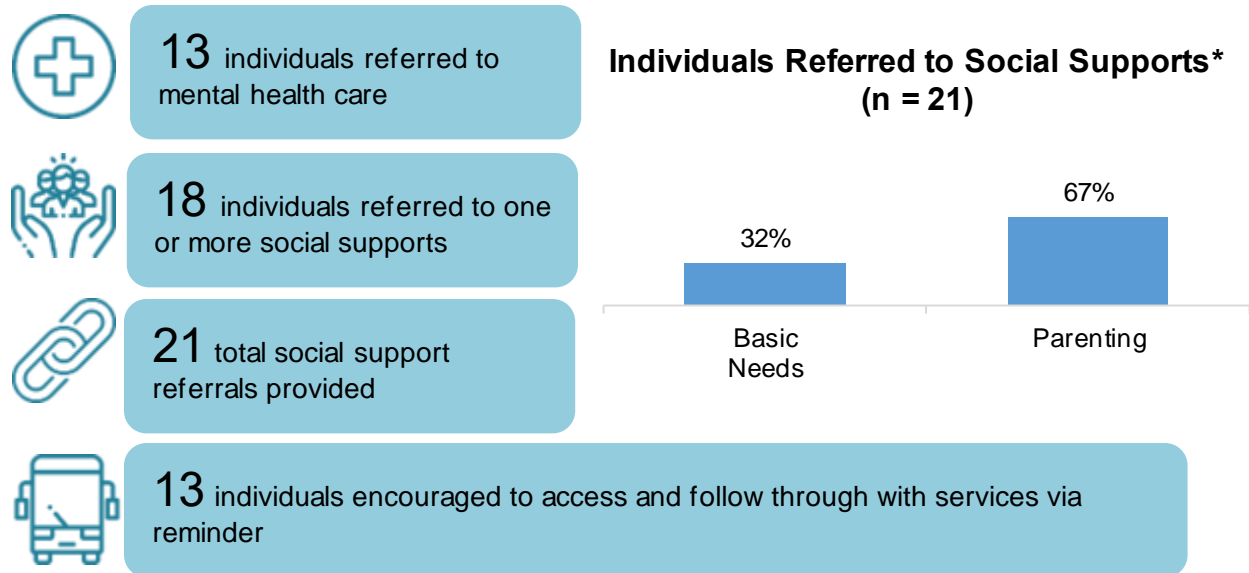 13 individuals referred to
mental health care
18 individuals referred to one
or more social supports
21 total social support
referrals provided
13 individuals encouraged to access and follow through with services via
reminder
Individuals Referred to Social Supports*
(n = 21)
32%
67%
Basic
Needs
Parenting